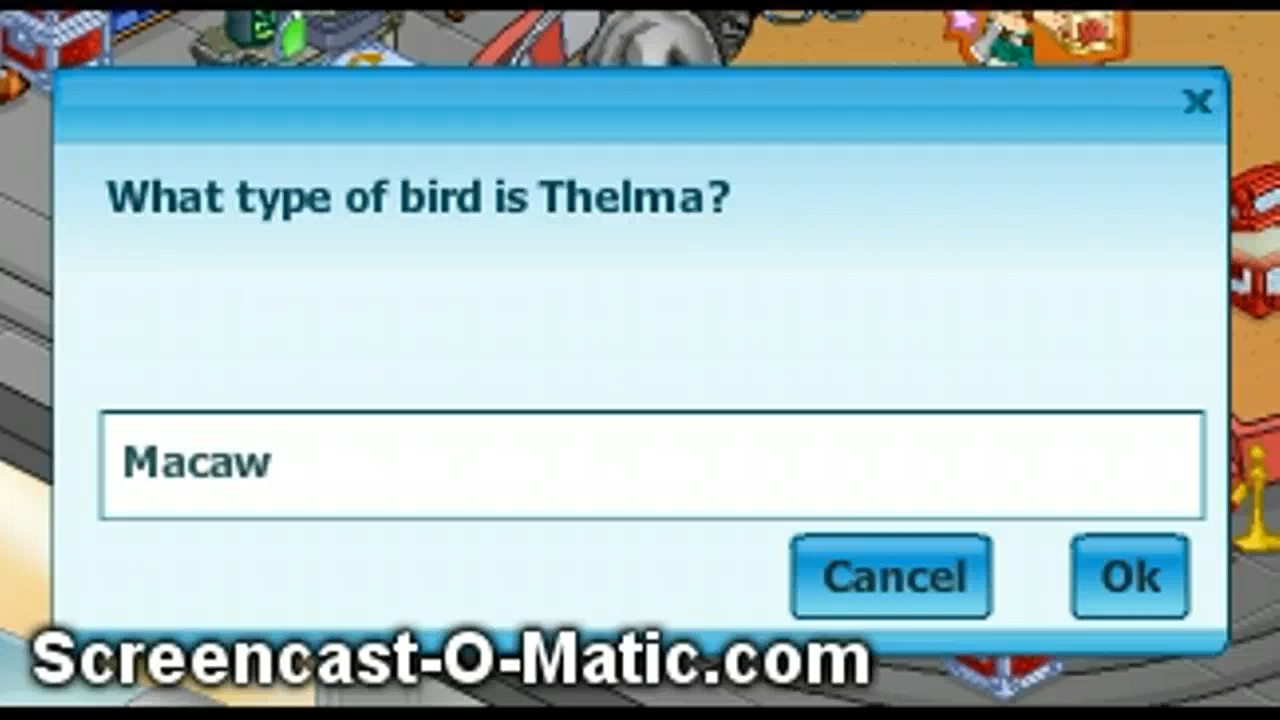 x
What type of bird is Thelma?
Macaw
Cancel Ok
Screencast-O-Matic.com